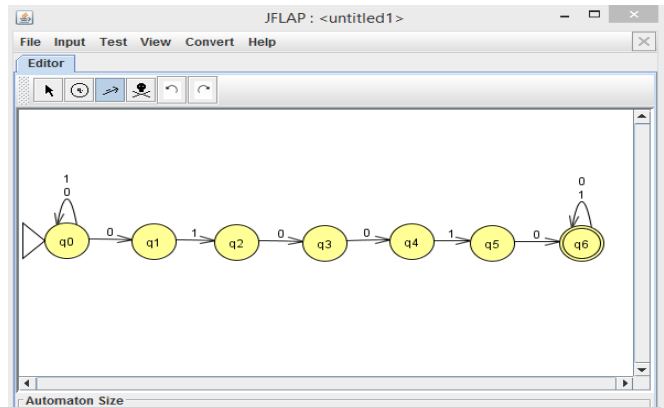 JFLAP : <untitled1>
File Input Test View Convert Help
Editor
1
0
0
1
q0 0 q1 1 q2 0 q3 0 q4 1 q5 0 q6
Automaton Size